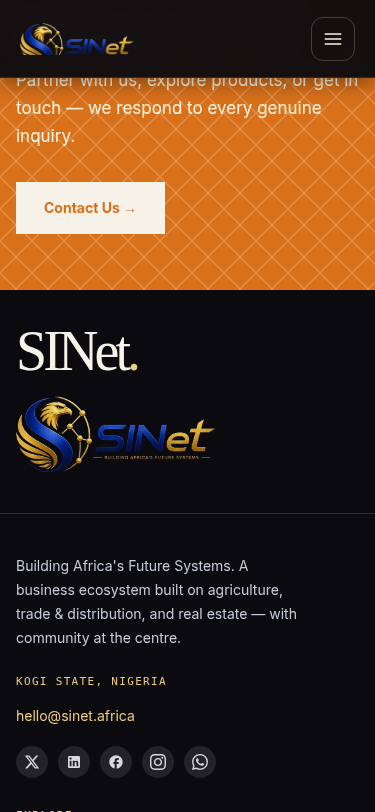 SINet
Partner with us, explore products, or get in
touch — we respond to every genuine
inquiry.
Contact Us →
SINet.
SINet
BUILDING AFRICA'S FUTURE SYSTEMS
Building Africa's Future Systems. A
business ecosystem built on agriculture,
trade & distribution, and real estate — with
community at the centre.
KOGI STATE, NIGERIA
hello@sinet.africa
EXPLORE